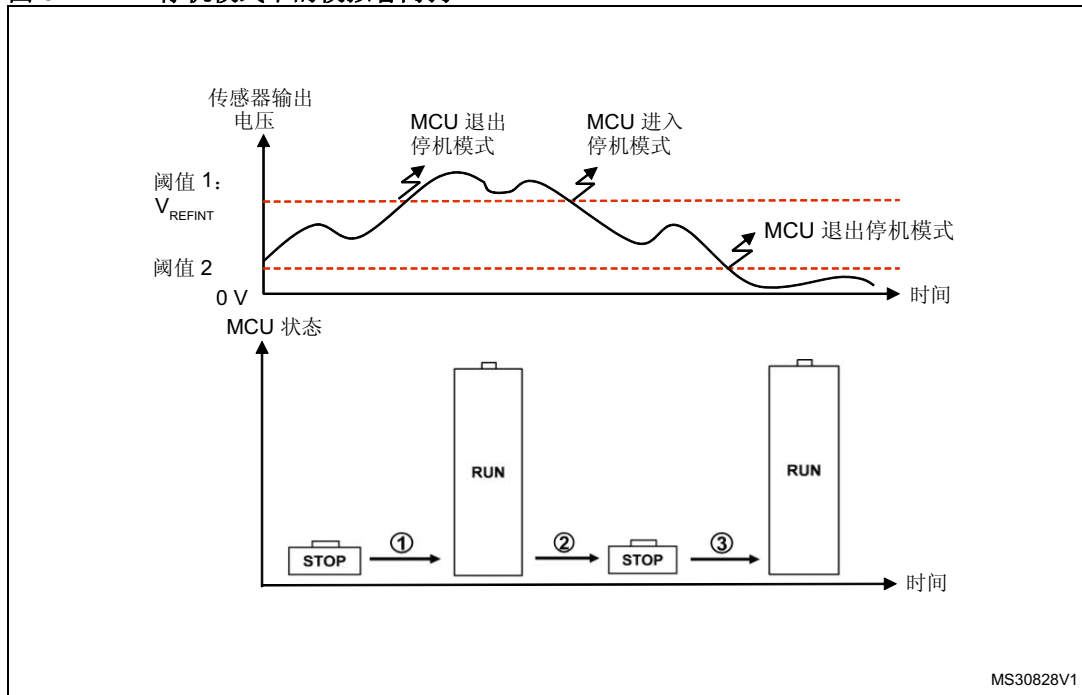 传感器输出
电压
MCU 退出
停机模式
MCU 进入
停机模式
阈值 1:
VREFINT
MCU 退出停机模式
阈值 2
0 V
时间
MCU 状态
RUN
RUN
STOP
①
②
STOP
③
时间
MS30828V1